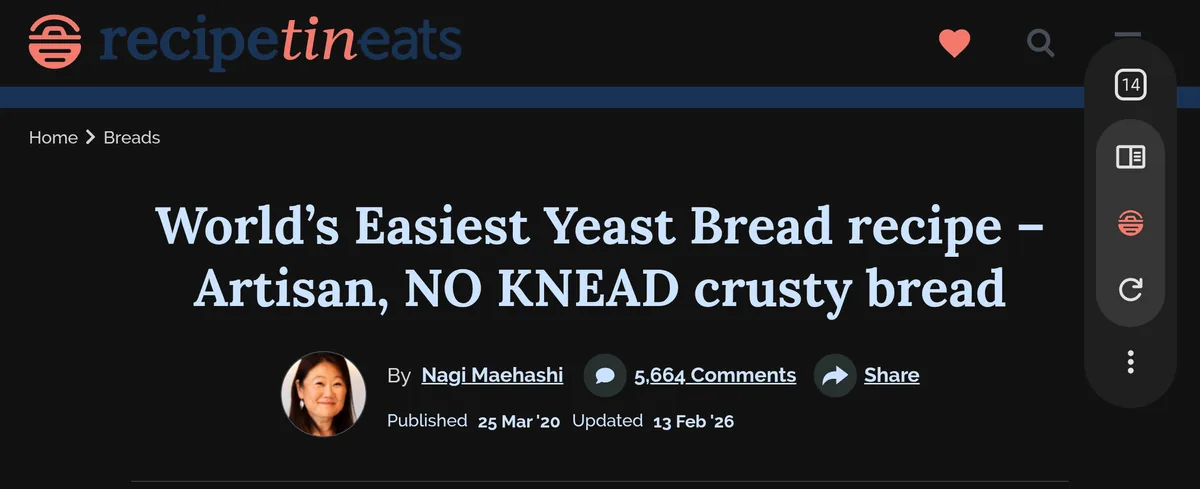 recipetineats
14
Home > Breads
World’s Easiest Yeast Bread recipe –
Artisan, NO KNEAD crusty bread
By Nagi Maehashi 5,664 Comments Share
Published 25 Mar '20 Updated 13 Feb '26